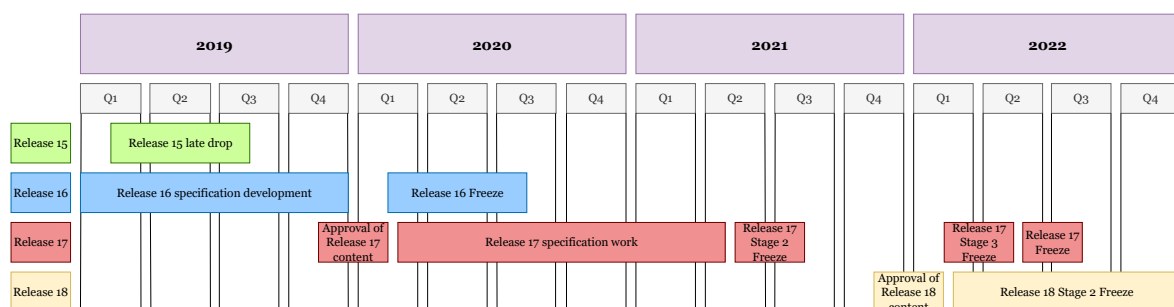 2019 2020 2021 2022
Q1 Q2 Q3 Q4 Q1 Q2 Q3 Q4 Q1 Q2 Q3 Q4 Q1 Q2 Q3 Q4
Release 15 Release 15 late drop
Release 16 Release 16 specification development Release 16 Freeze
Release 17
Approval of
Release 17
content
Release 17 specification work
Release 17
Stage 2
Freeze
Release 17
Stage 3
Freeze
Release 17
Freeze
Release 18
Approval of
Release 18
content
Release 18 Stage 2 Freeze